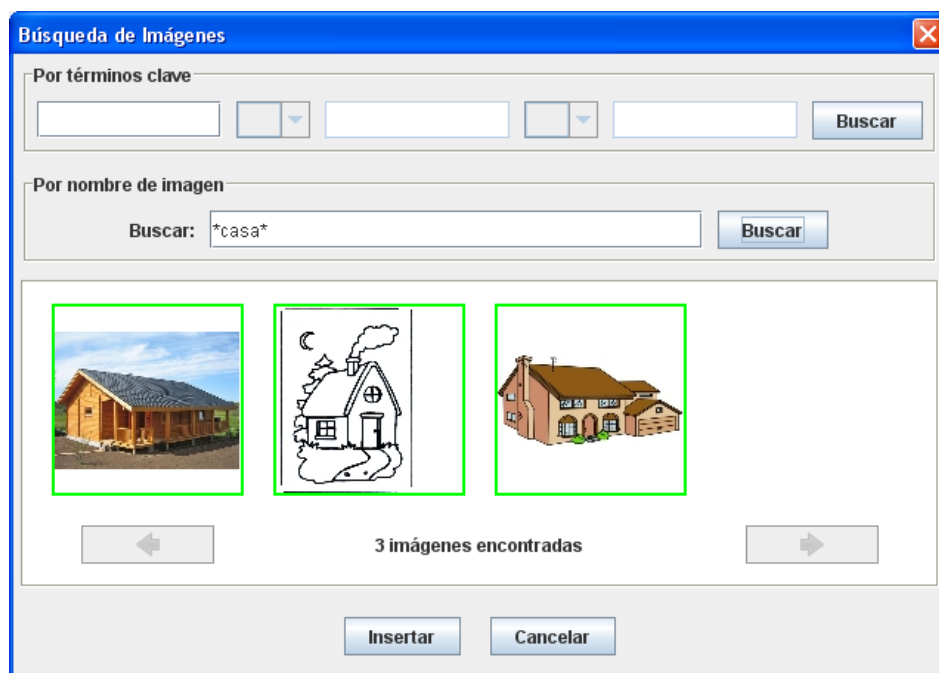 Búsqueda de Imágenes
Por términos clave
Buscar
Por nombre de imagen
Buscar: *casa* Buscar
3 imágenes encontradas
Insertar Cancelar